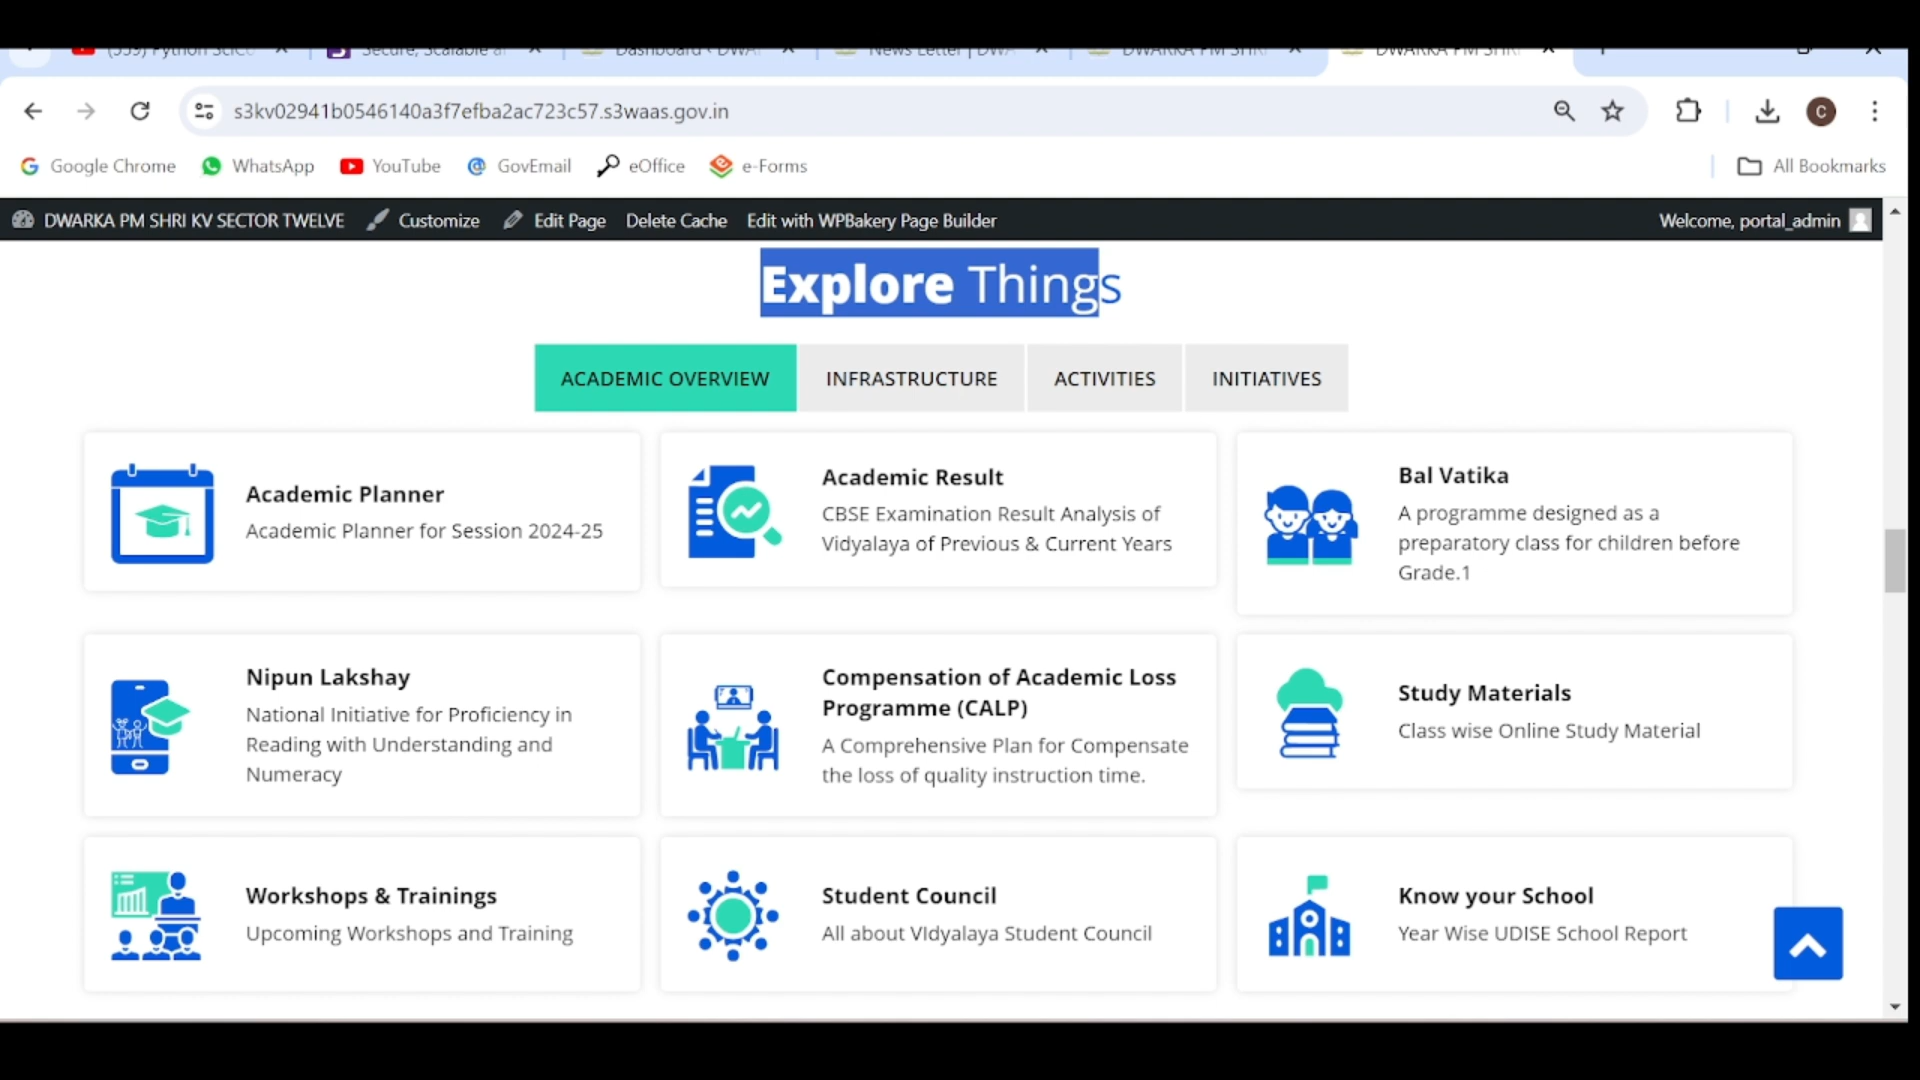 s3kv02941b0546140a3f7efba2ac723c57.s3waas.gov.in
C
Google Chrome WhatsApp YouTube GovEmail eOffice e-Forms All Bookmarks
DWARKA PM SHRI KV SECTOR TWELVE Customize Edit Page Delete Cache Edit with WPBakery Page Builder Welcome, portal_admin
Explore Things
ACADEMIC OVERVIEW INFRASTRUCTURE ACTIVITIES INITIATIVES
Academic Planner
Academic Planner for Session 2024-25
Academic Result
CBSE Examination Result Analysis of
Vidyalaya of Previous & Current Years
Bal Vatika
A programme designed as a
preparatory class for children before
Grade.1
Nipun Lakshay
National Initiative for Proficiency in
Reading with Understanding and
Numeracy
Compensation of Academic Loss
Programme (CALP)
A Comprehensive Plan for Compensate
the loss of quality instruction time.
Study Materials
Class wise Online Study Material
Workshops & Trainings
Upcoming Workshops and Training
Student Council
All about VIdyalaya Student Council
Know your School
Year Wise UDISE School Report